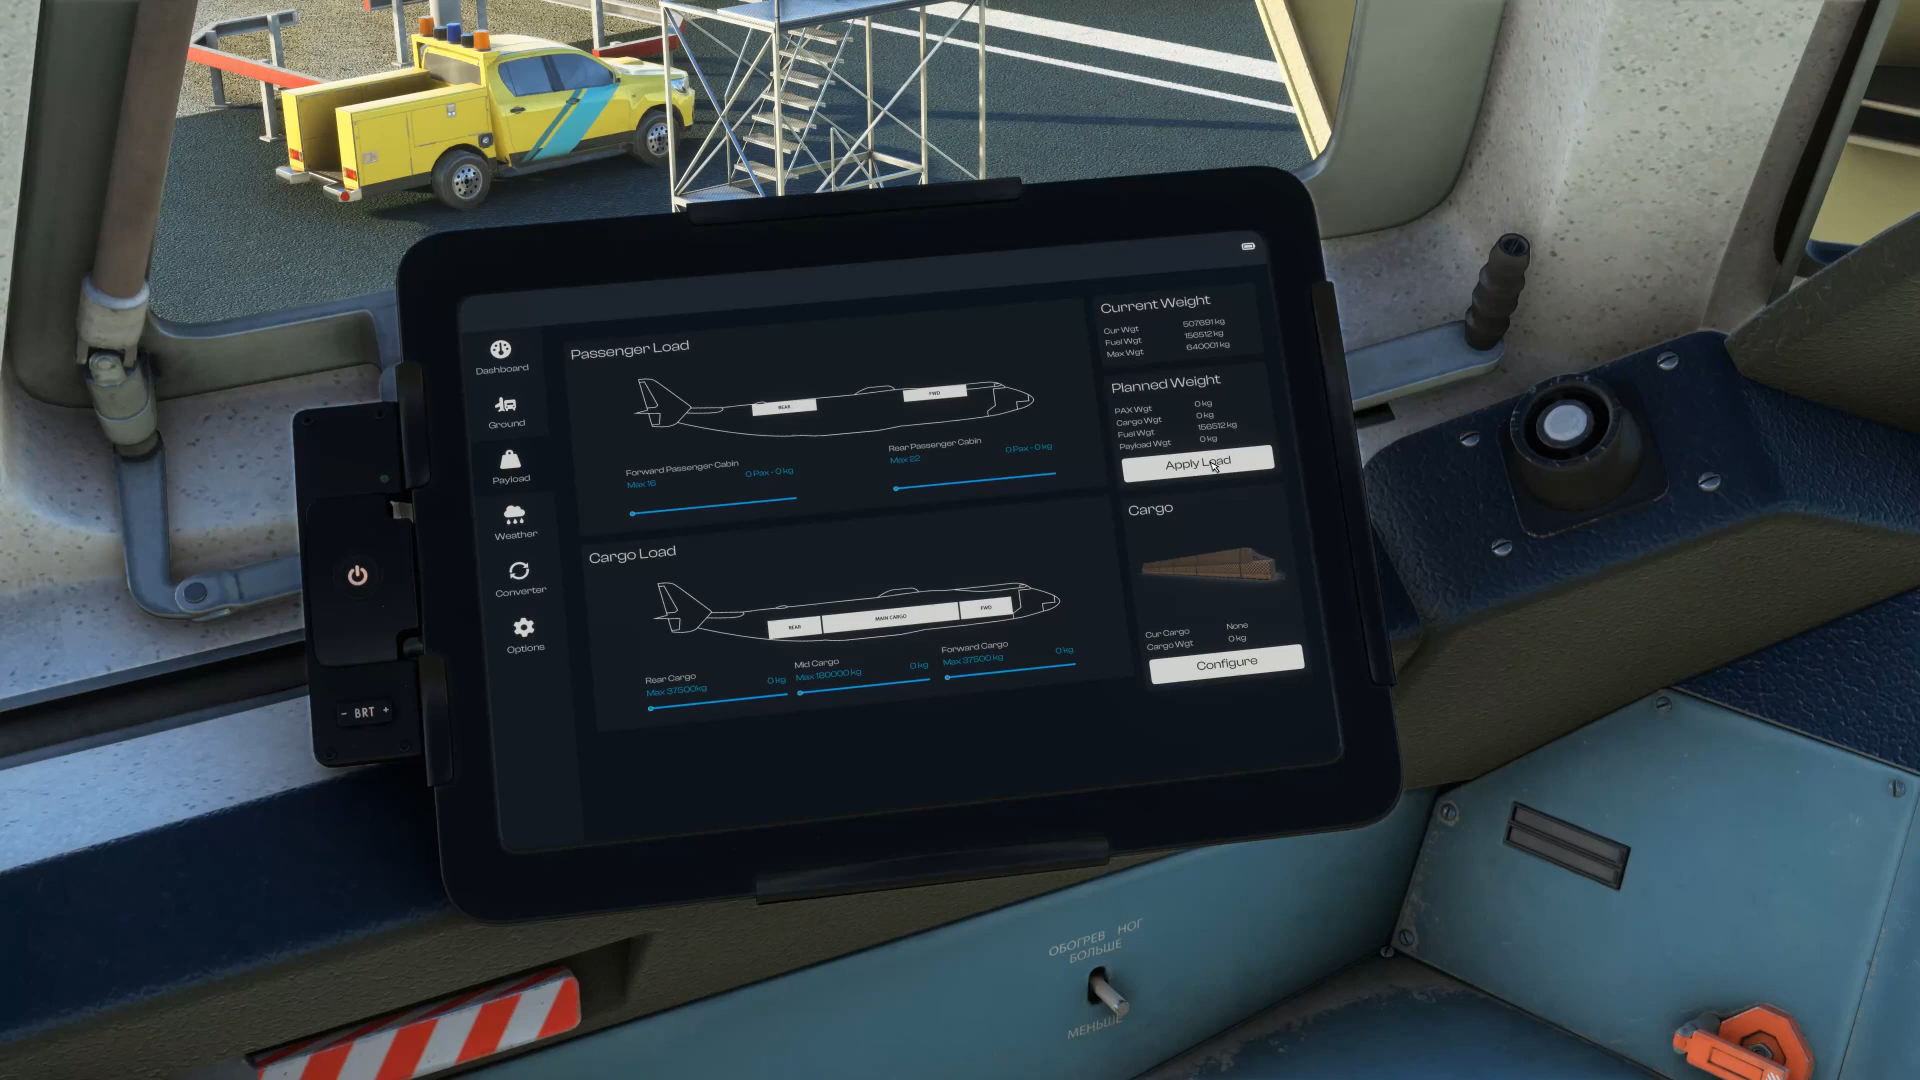 Dashboard
Ground
Payload
Weather
Converter
Options
Passenger Load
REAR
FWD
Forward Passenger Cabin
Max 16
0 Pax - 0 kg
Rear Passenger Cabin
Max 22
0 Pax - 0 kg
Cargo Load
REAR
MAIN CARGO
FWD
Rear Cargo
Max 37500kg
0 kg
Mid Cargo
Max 180000 kg
0 kg
Forward Cargo
Max 37500 kg
0 kg
Current Weight
Cur Wgt 507691 kg
Fuel Wgt 156512 kg
Max Wgt 640001 kg
Planned Weight
PAX Wgt 0 kg
Cargo Wgt 0 kg
Fuel Wgt 156512 kg
Payload Wgt 0 kg
Apply Load
Cargo
Cur Cargo None
Cargo Wgt 0 kg
Configure
- BRT +
ОБОГРЕВ НОГ
БОЛЬШЕ
МЕНЬШЕ